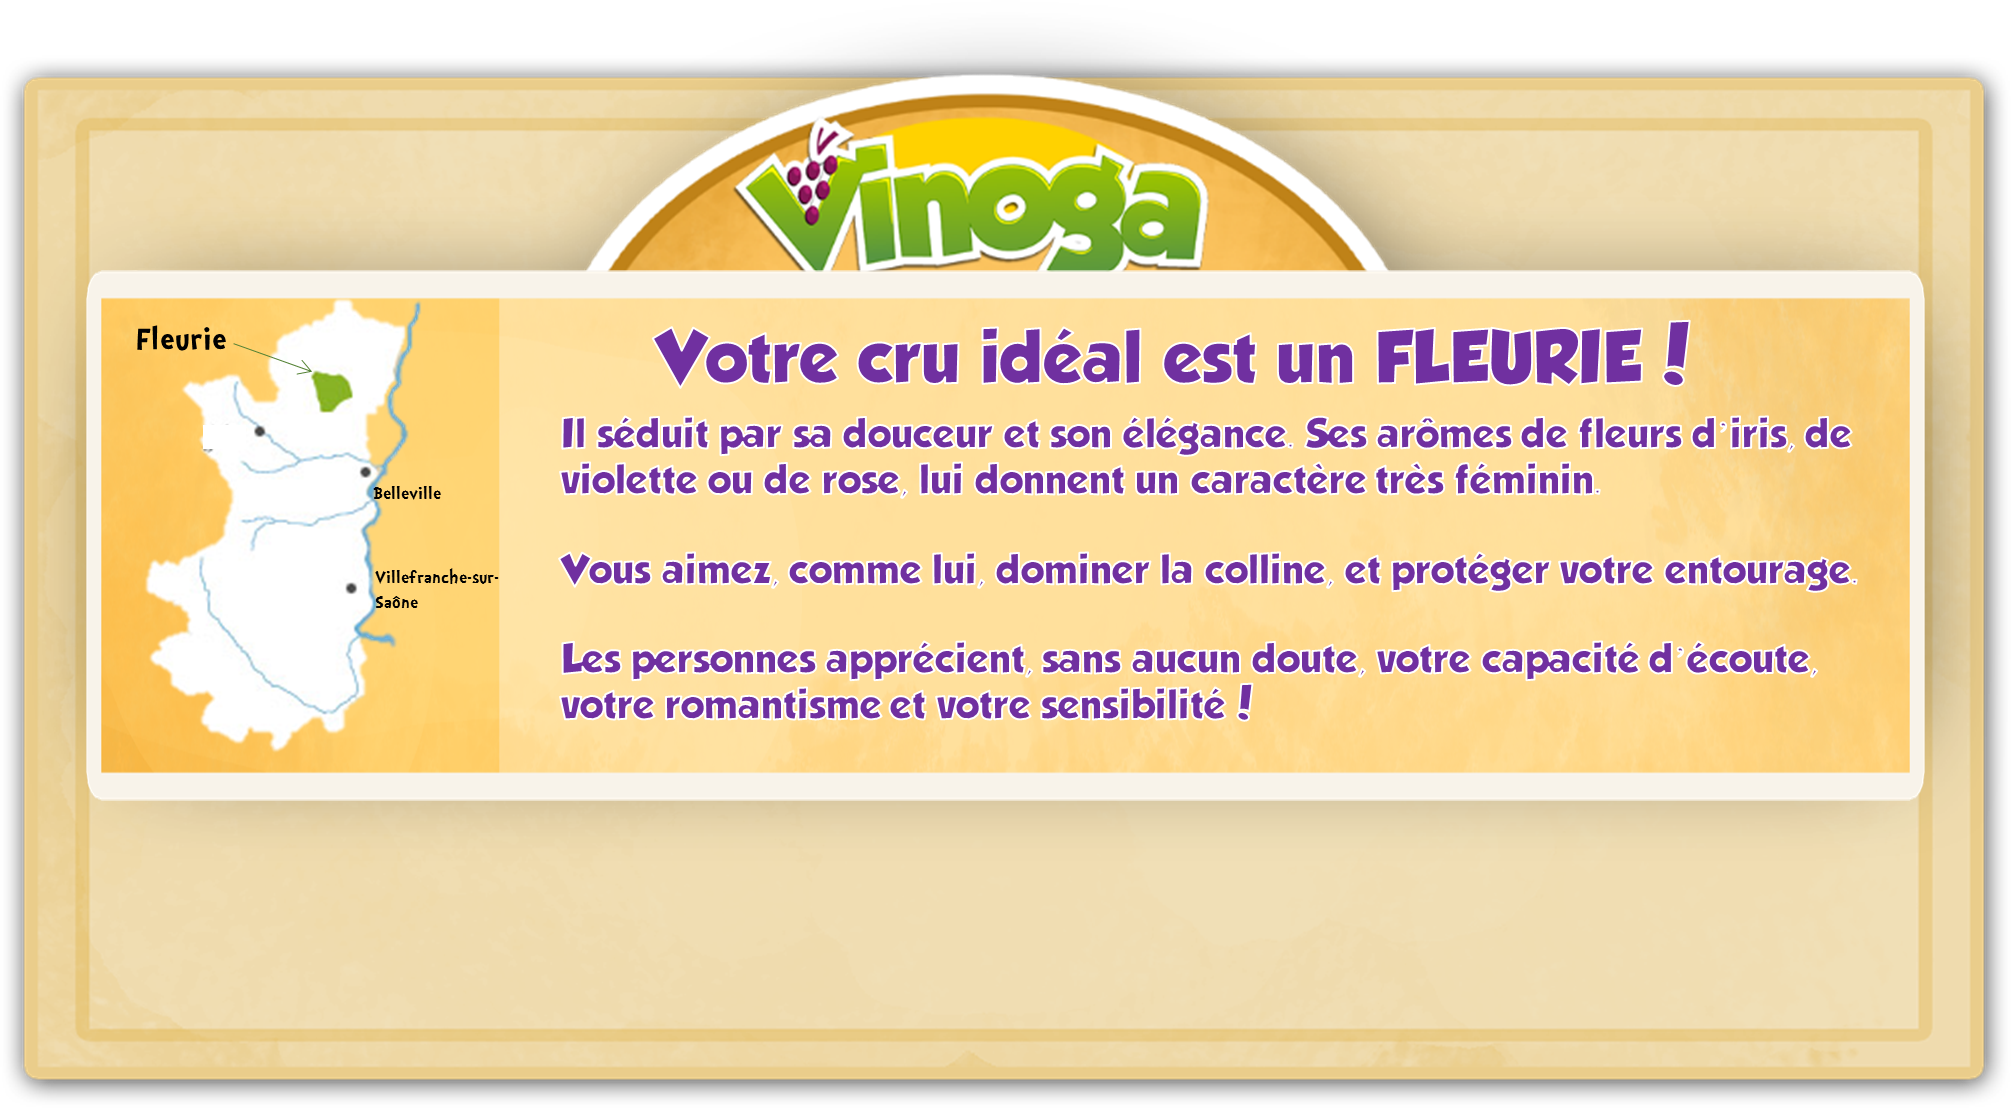 Vinoga
Fleurie
Belleville
Villefranche-sur-
Saône
Votre cru idéal est un FLEURIE !
Il séduit par sa douceur et son élégance. Ses arômes de fleurs d'iris, de
violette ou de rose, lui donnent un caractère très féminin.
Vous aimez, comme lui, dominer la colline, et protéger votre entourage.
Les personnes apprécient, sans aucun doute, votre capacité d'écoute,
votre romantisme et votre sensibilité !